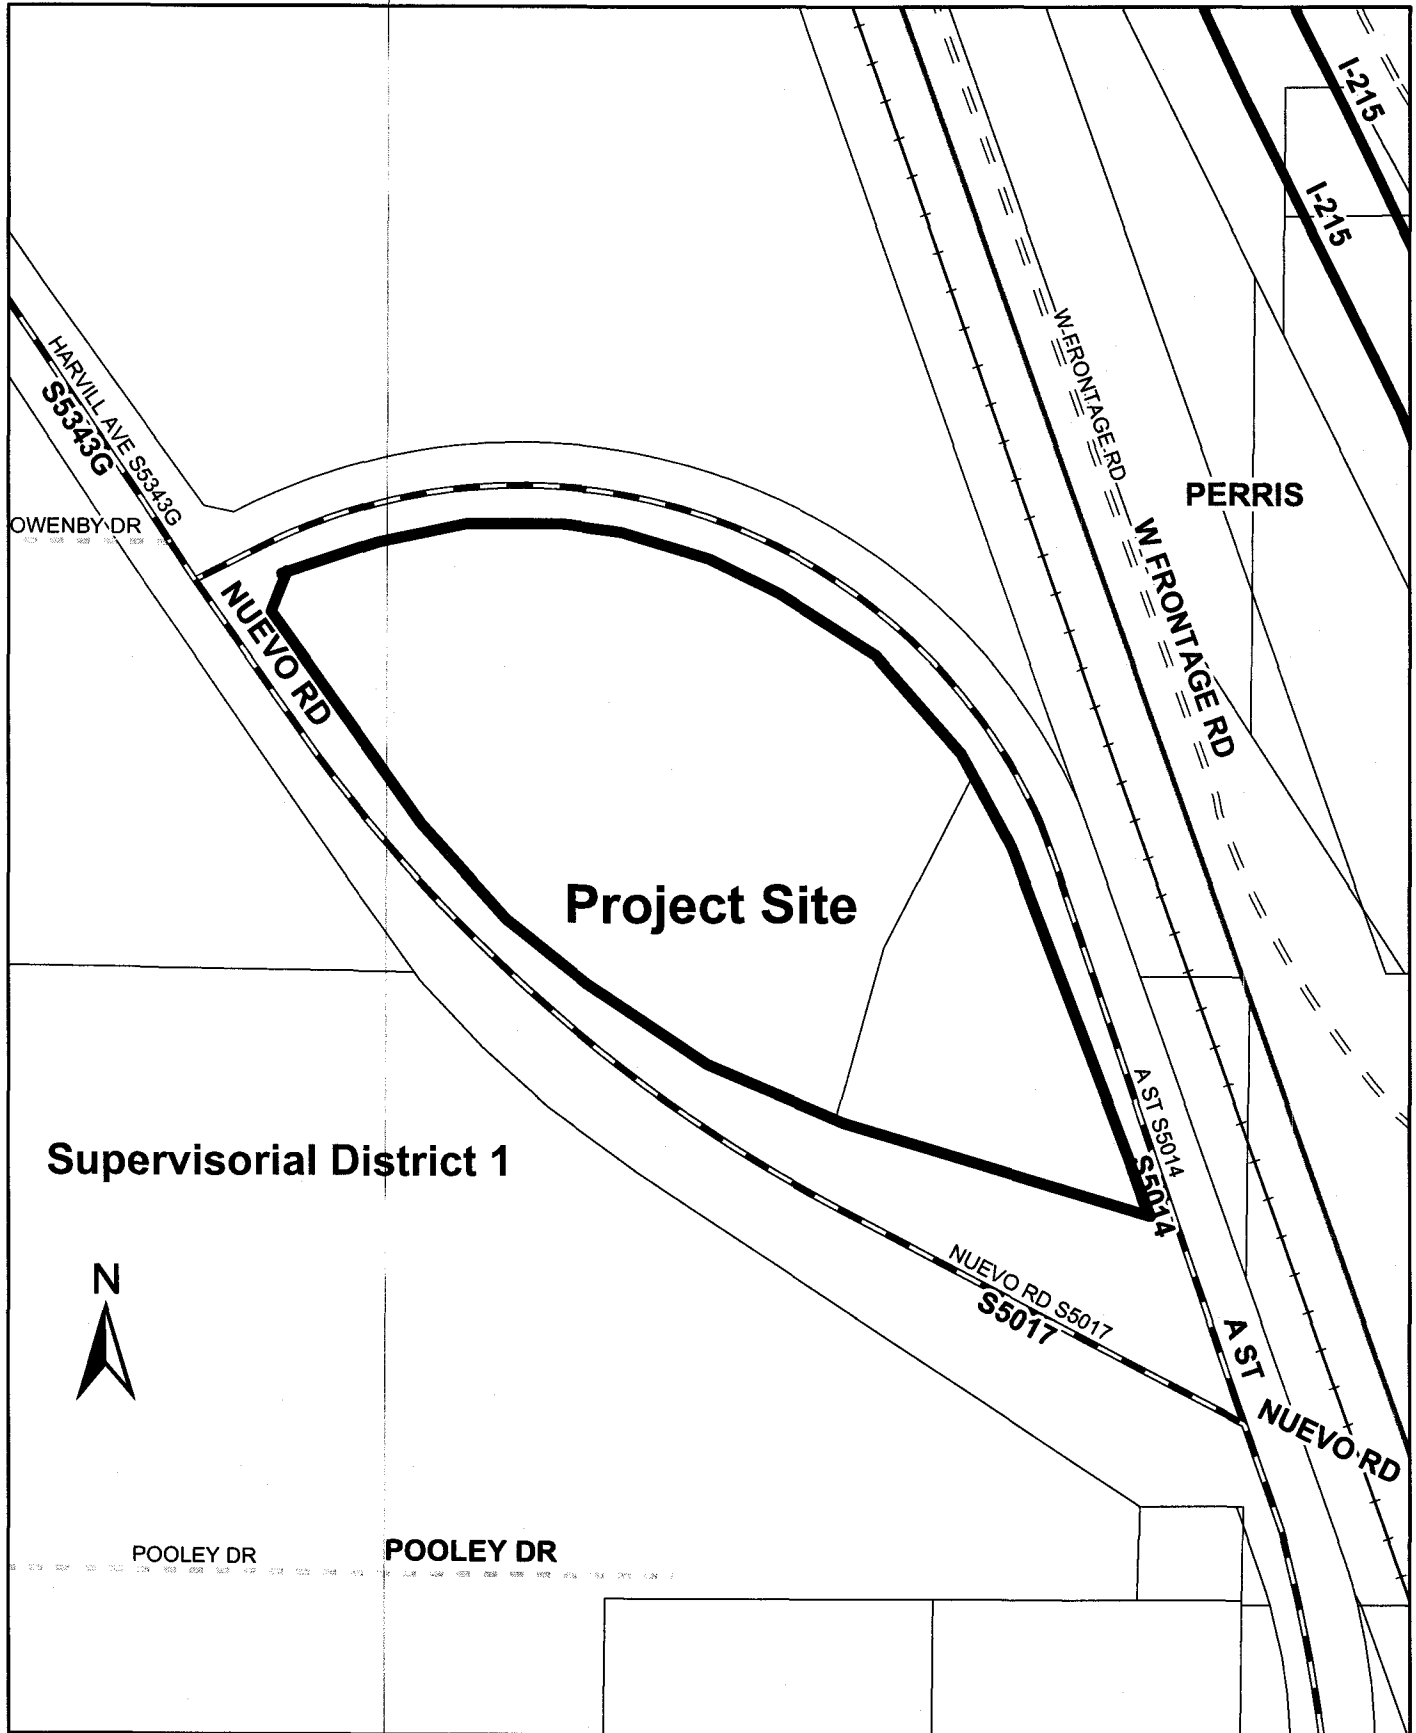 I-215
I-215
W FRONTAGE RD
HARVILL AVE S5343G
S5343G
PERRIS
OWENBY DR
W FRONTAGE RD
NUEVO RD
Project Site
A ST S5014
S5014
Supervisorial District 1
NUEVO RD S5017
S5017
N
A ST
NUEVO RD
POOLEY DR
POOLEY DR